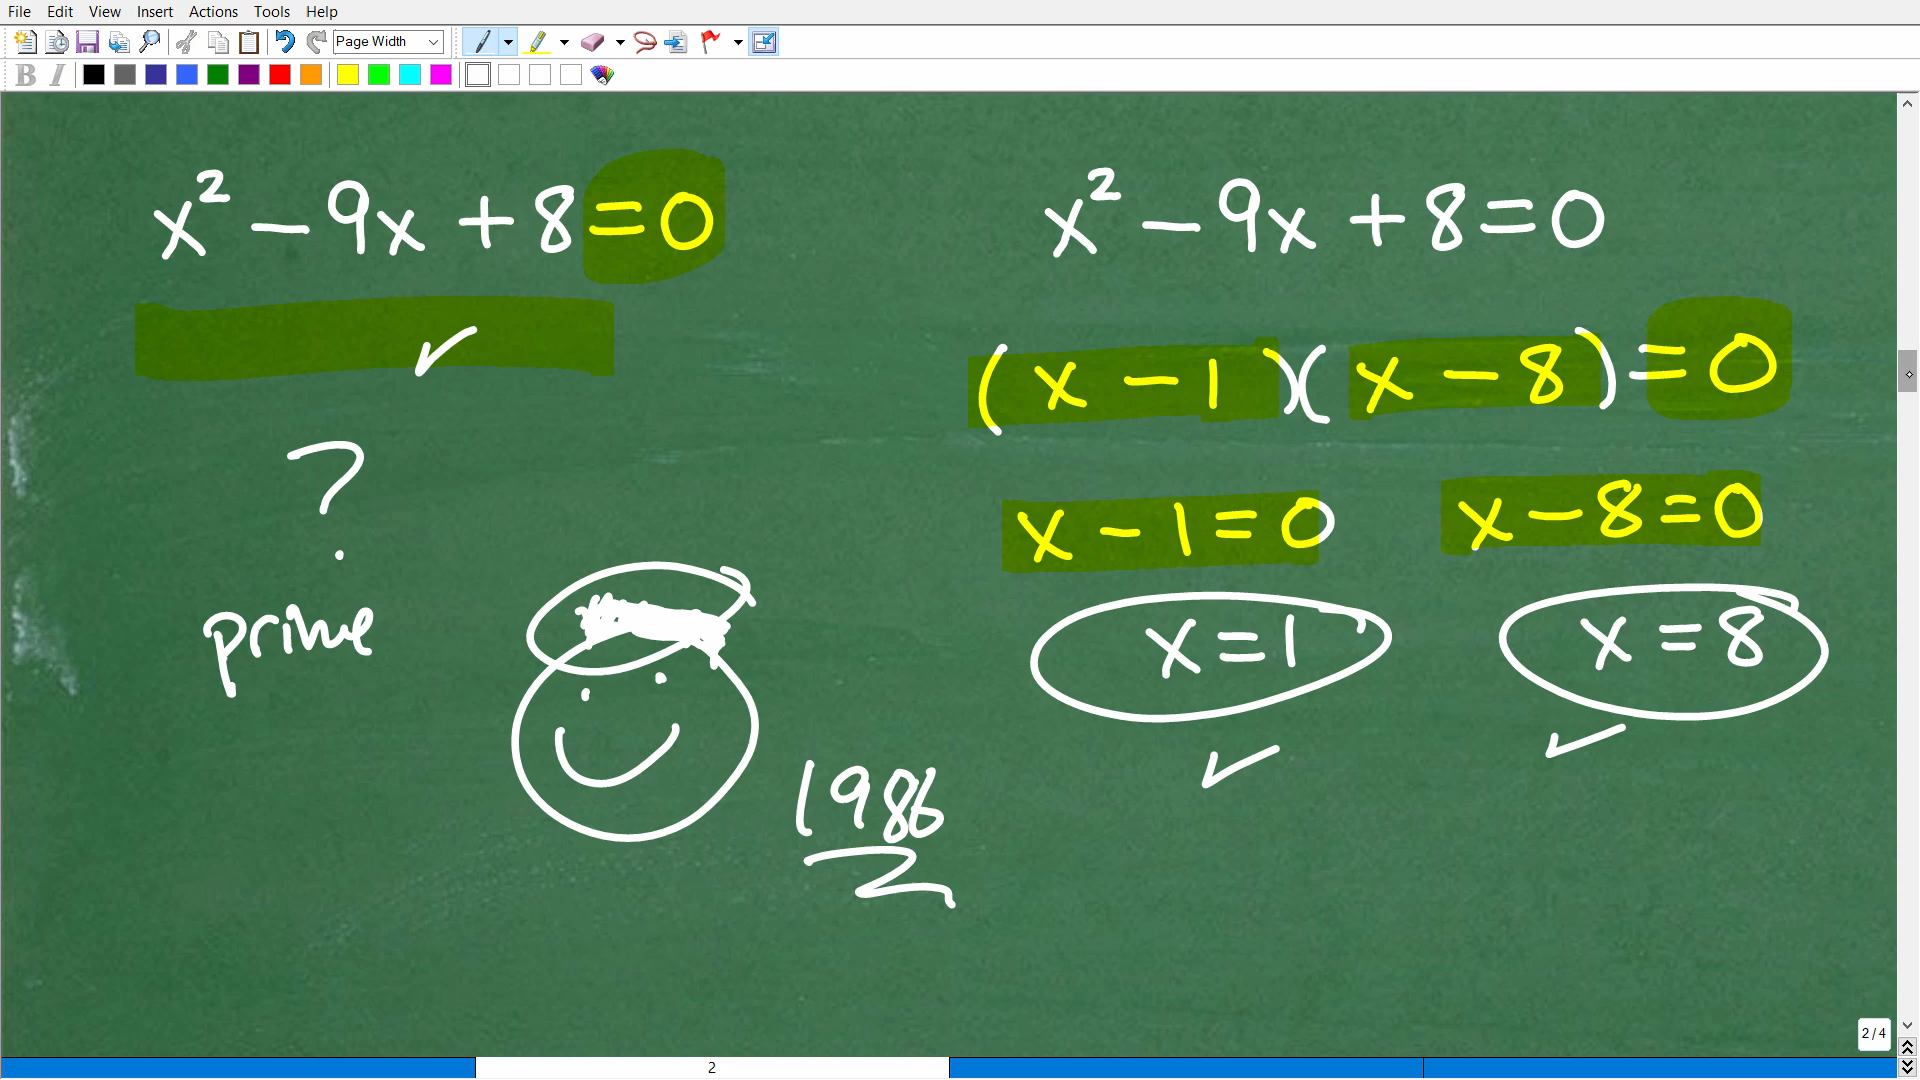 File Edit View Insert Actions Tools Help
Page Width
B I
x² - 9x + 8 = 0
?
prime
1986
x² - 9x + 8 = 0
(x - 1)(x - 8) = 0
x - 1 = 0 x - 8 = 0
x = 1 x = 8
2 / 4
2